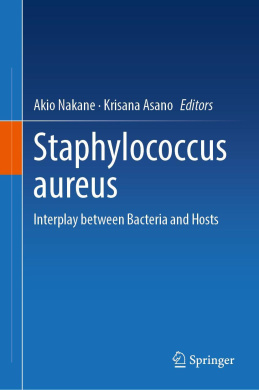 Akio Nakane · Krisana Asano Editors
Staphylococcus
aureus
Interplay between Bacteria and Hosts
Springer